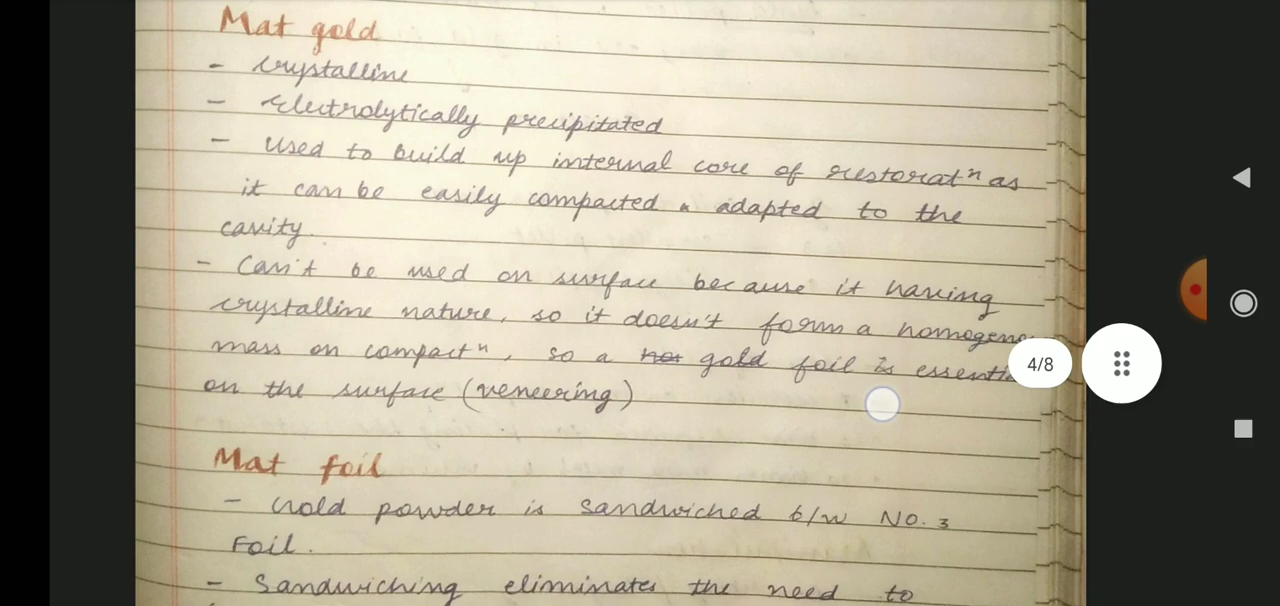 Mat gold
- Crystalline
- Electrolytically precipitated
- Used to build up internal core of restoratⁿ as
it can be easily compacted & adapted to the
cavity.
- Can't be used on surface because it having
crystalline nature, so it doesn't form a
mass on compactⁿ, so a gold foil is
on the surface (veneering)
4/8
Mat foil
- Gold powder is sandwiched b/w No. 3
Foil.
- Sandwiching eliminates the need to